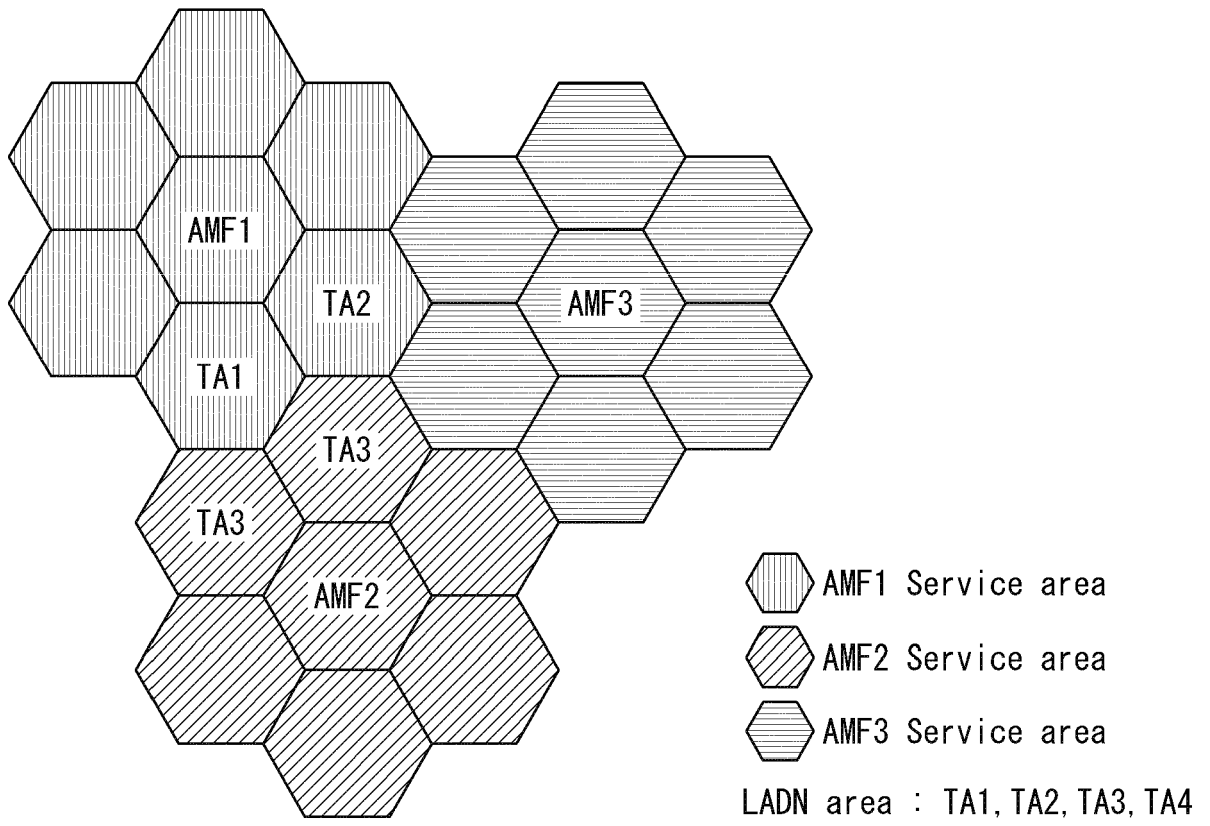 AMF1
TA2
AMF3
TA1
TA3
TA3
AMF2
AMF1 Service area
AMF2 Service area
AMF3 Service area
LADN area : TA1, TA2, TA3, TA4